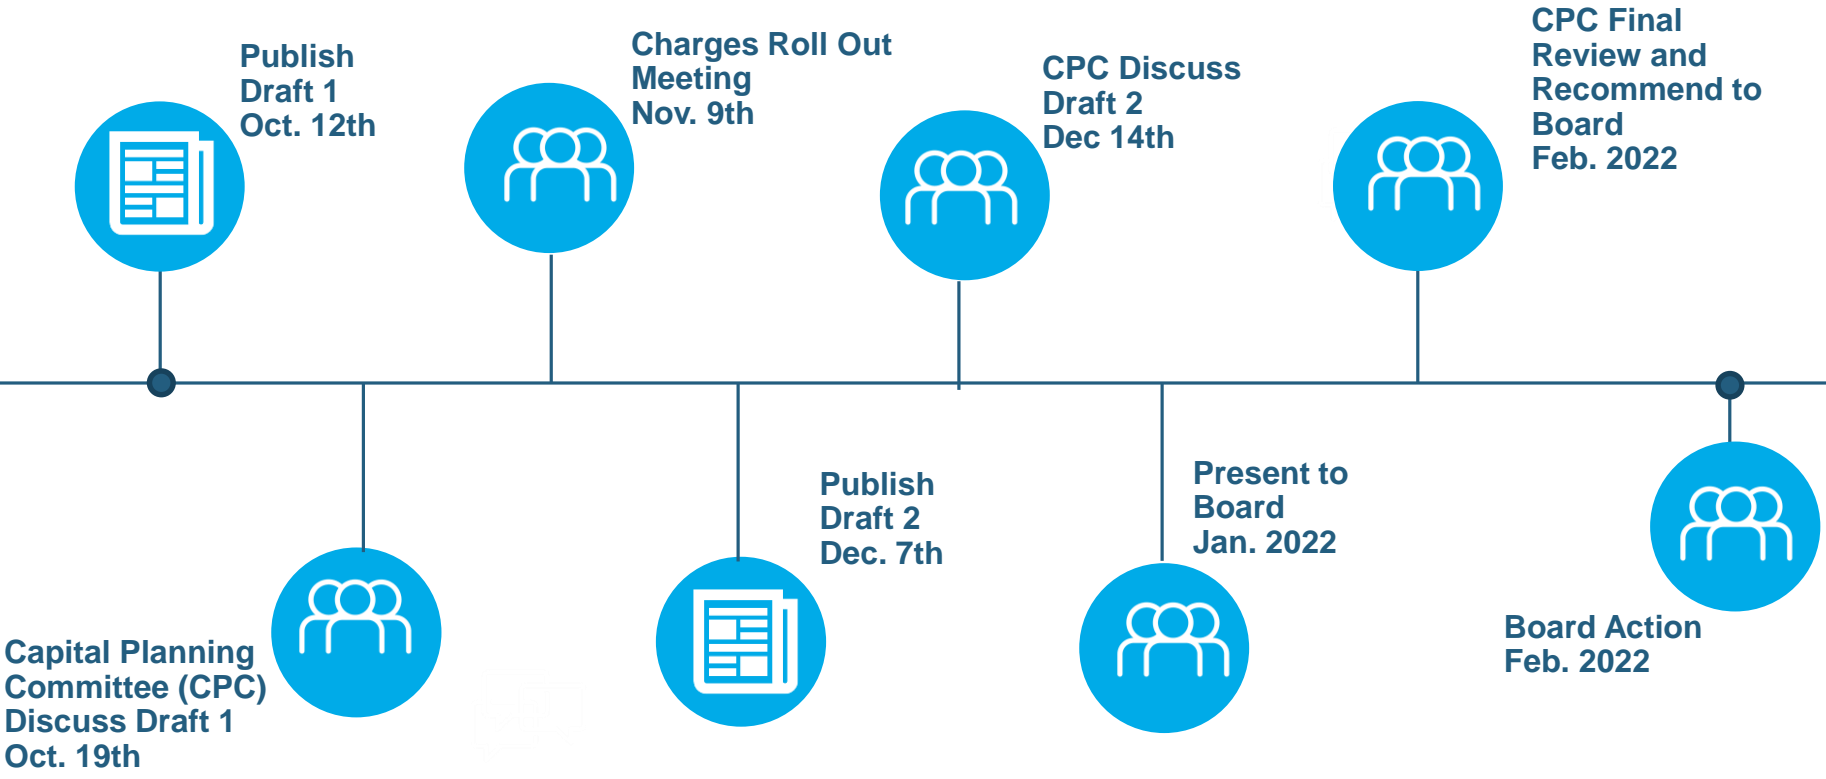 Publish
Draft 1
Oct. 12th
Capital Planning
Committee (CPC)
Discuss Draft 1
Oct. 19th
Charges Roll Out
Meeting
Nov. 9th
Publish
Draft 2
Dec. 7th
CPC Discuss
Draft 2
Dec 14th
Present to
Board
Jan. 2022
CPC Final
Review and
Recommend to
Board
Feb. 2022
Board Action
Feb. 2022